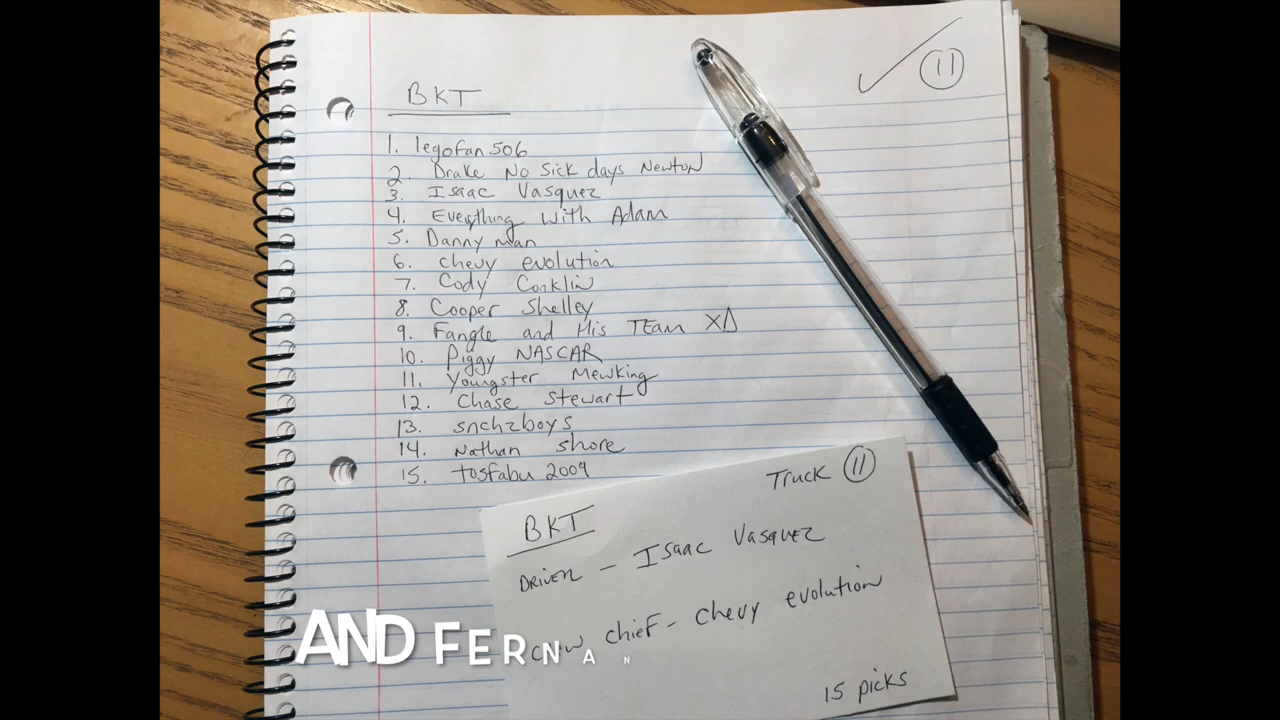 11
BKT
1. legofan506
2. Drake No Sick days Newton
3. Isaac Vasquez
4. Everything with Adam
5. Danny man
6. chevy evolution
7. Cody Conklin
8. Cooper Shelley
9. Fangle and His TEam XD
10. Piggy NASCAR
11. Youngster Mewking
12. Chase Stewart
13. snchzboys
14. Nathan shore
15. tosfabu2009
Truck 11
BKT
DRIVER - Isaac Vasquez
crew chief - chevy evolution
15 picks
AND FERNAN